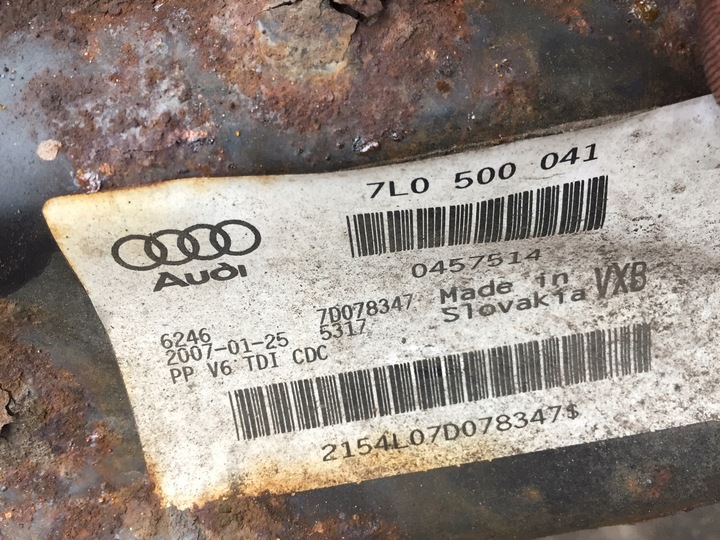 7L0 500 041
Audi
0457514
6246 7D078347 Made in VXB
2007-01-25 5317 Slovakia
PP V6 TDI CDC
2154L07D078347$